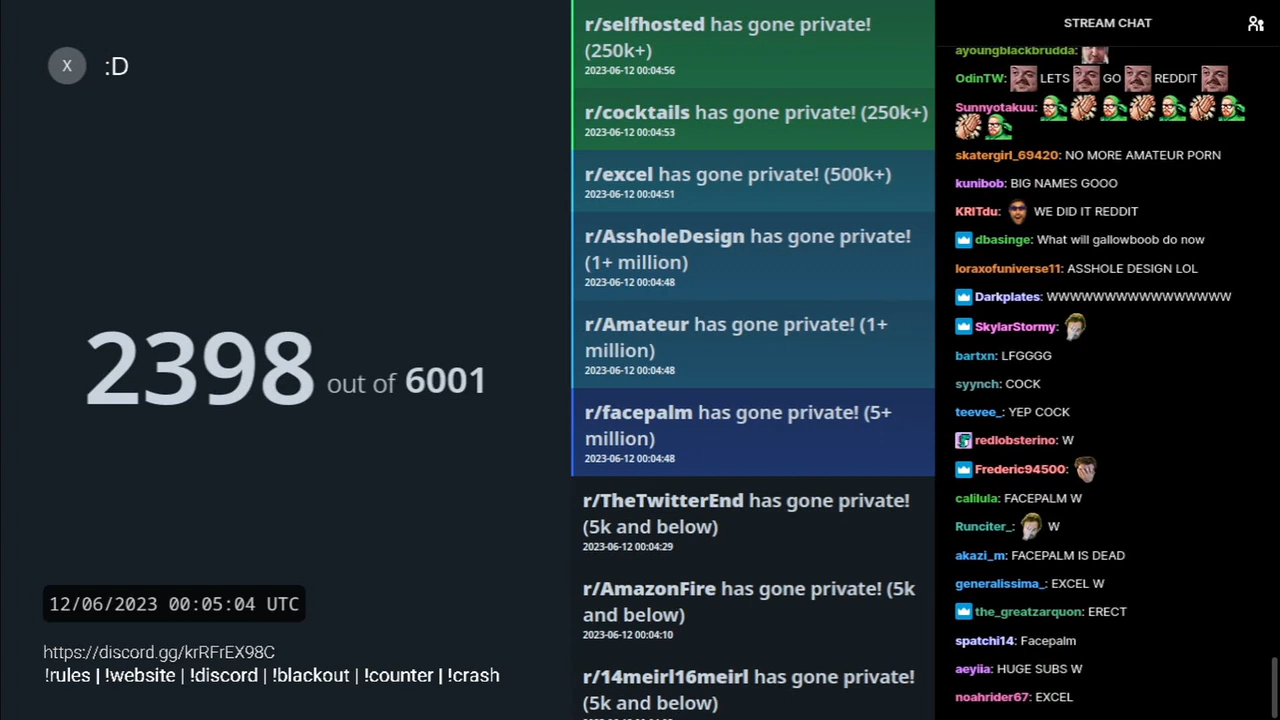 X :D
2398 out of 6001
12/06/2023 00:05:04 UTC
https://discord.gg/krRFrEX98C
!rules | !website | !discord | !blackout | !counter | !crash
r/selfhosted has gone private!
(250k+)
2023-06-12 00:04:56
r/cocktails has gone private! (250k+)
2023-06-12 00:04:53
r/excel has gone private! (500k+)
2023-06-12 00:04:51
r/AssholeDesign has gone private!
(1+ million)
2023-06-12 00:04:48
r/Amateur has gone private! (1+
million)
2023-06-12 00:04:48
r/facepalm has gone private! (5+
million)
2023-06-12 00:04:48
r/TheTwitterEnd has gone private!
(5k and below)
2023-06-12 00:04:29
r/AmazonFire has gone private! (5k
and below)
2023-06-12 00:04:10
r/14meirl16meirl has gone private!
(5k and below)
STREAM CHAT
ayoungblackbrudda:
OdinTW: LETS GO REDDIT
Sunnyotakuu:
skatergirl_69420: NO MORE AMATEUR PORN
kunibob: BIG NAMES GOOO
KRITdu: WE DID IT REDDIT
dbasinge: What will gallowboob do now
loraxofuniverse11: ASSHOLE DESIGN LOL
Darkplates: WWWWWWWWWWWWWWWW
SkylarStormy:
bartxn: LFGGGG
syynch: COCK
teevee_: YEP COCK
redlobsterino: W
Frederic94500:
calilula: FACEPALM W
Runciter_: W
akazi_m: FACEPALM IS DEAD
generalissima_: EXCEL W
the_greatzarquon: ERECT
spatchi14: Facepalm
aeyiia: HUGE SUBS W
noahrider67: EXCEL